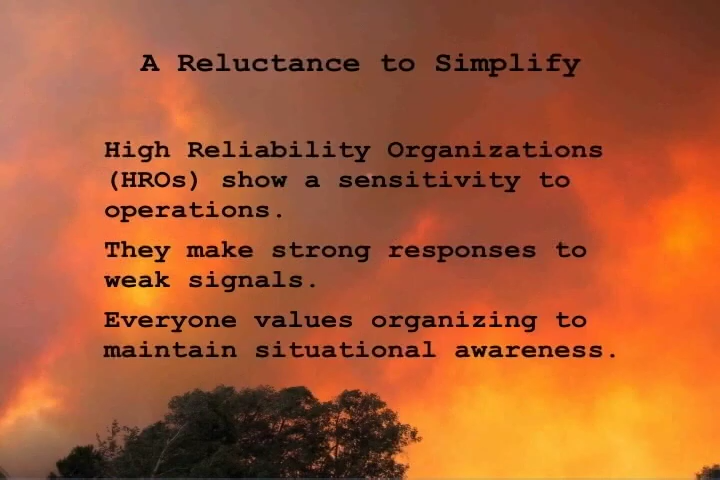 A Reluctance to Simplify
High Reliability Organizations
(HROs) show a sensitivity to
operations.
They make strong responses to
weak signals.
Everyone values organizing to
maintain situational awareness.